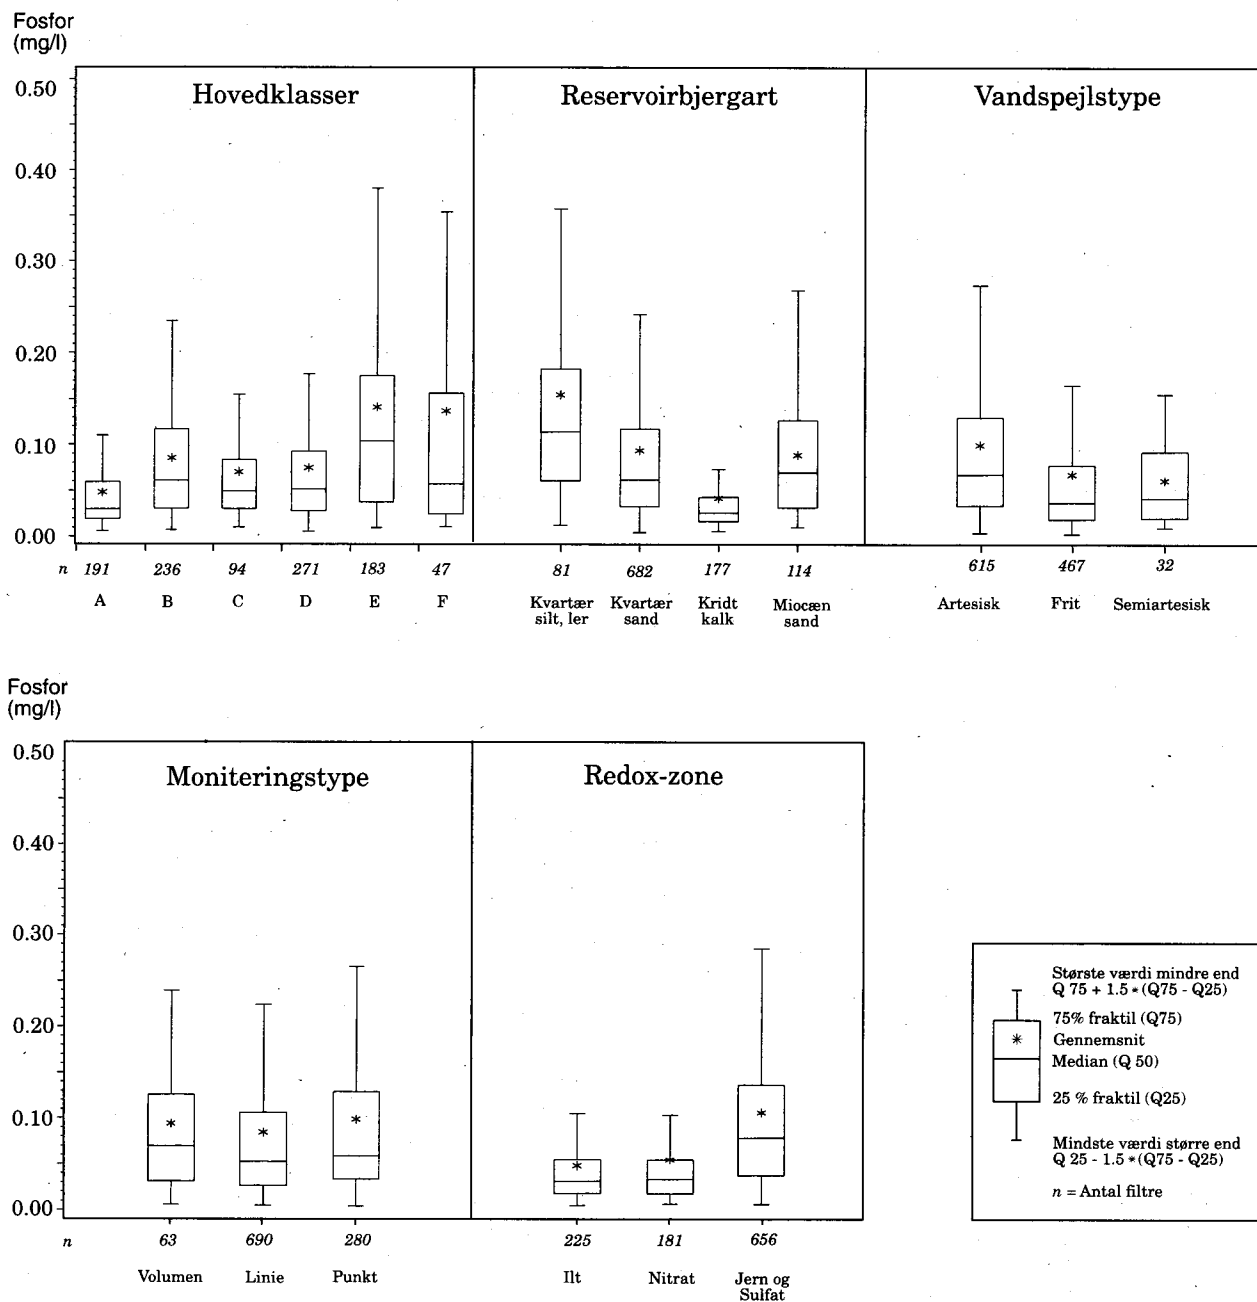 Fosfor
(mg/l)
Hovedklasser
Reservoirbjergart
Vandspejlstype
0.50
0.40
0.30
0.20
0.10
0.00
n 191 236 94 271 183 47 81 682 177 114 615 467 32
A B C D E F
Kvartær
silt, ler
Kvartær
sand
Kridt
kalk
Miocæn
sand
Artesisk
Frit
Semiartesisk
Fosfor
(mg/l)
Moniteringstype
Redox-zone
0.50
0.40
0.30
0.20
0.10
0.00
n 63 690 280 225 181 656
Volumen
Linie
Punkt
Ilt
Nitrat
Jern og
Sulfat
Største værdi mindre end
Q 75 + 1.5 * (Q75 - Q25)
75% fraktil (Q75)
* Gennemsnit
Median (Q 50)
25 % fraktil (Q25)
Mindste værdi større end
Q 25 - 1.5 * (Q75 - Q25)
n = Antal filtre